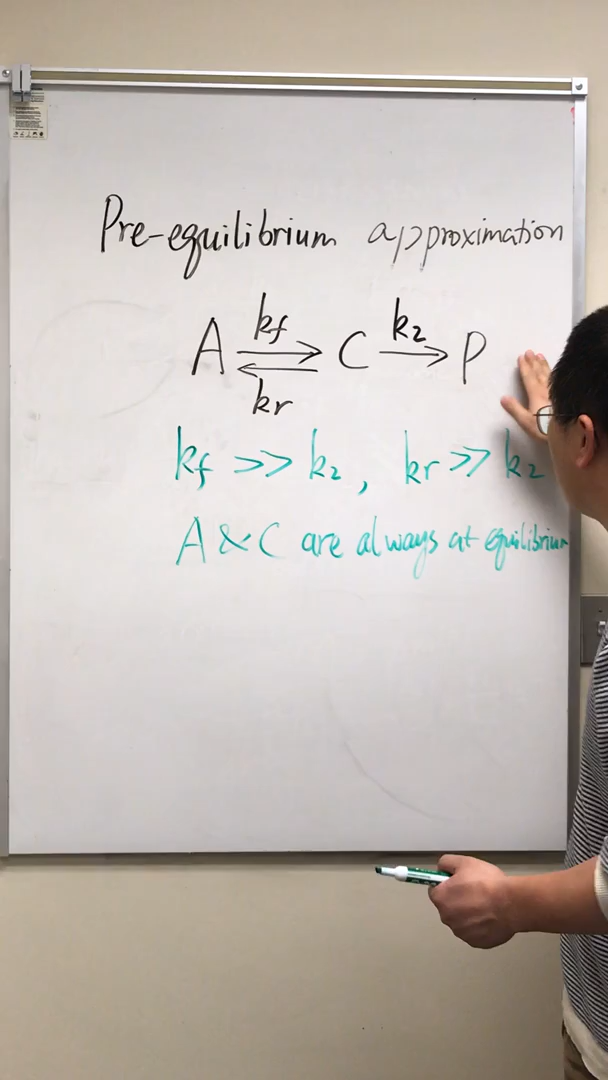 Pre-equilibrium approximation
A kf ⇌ kr C k2 → P
kf >> k2, kr >> k2
A & C are always at equilibrium